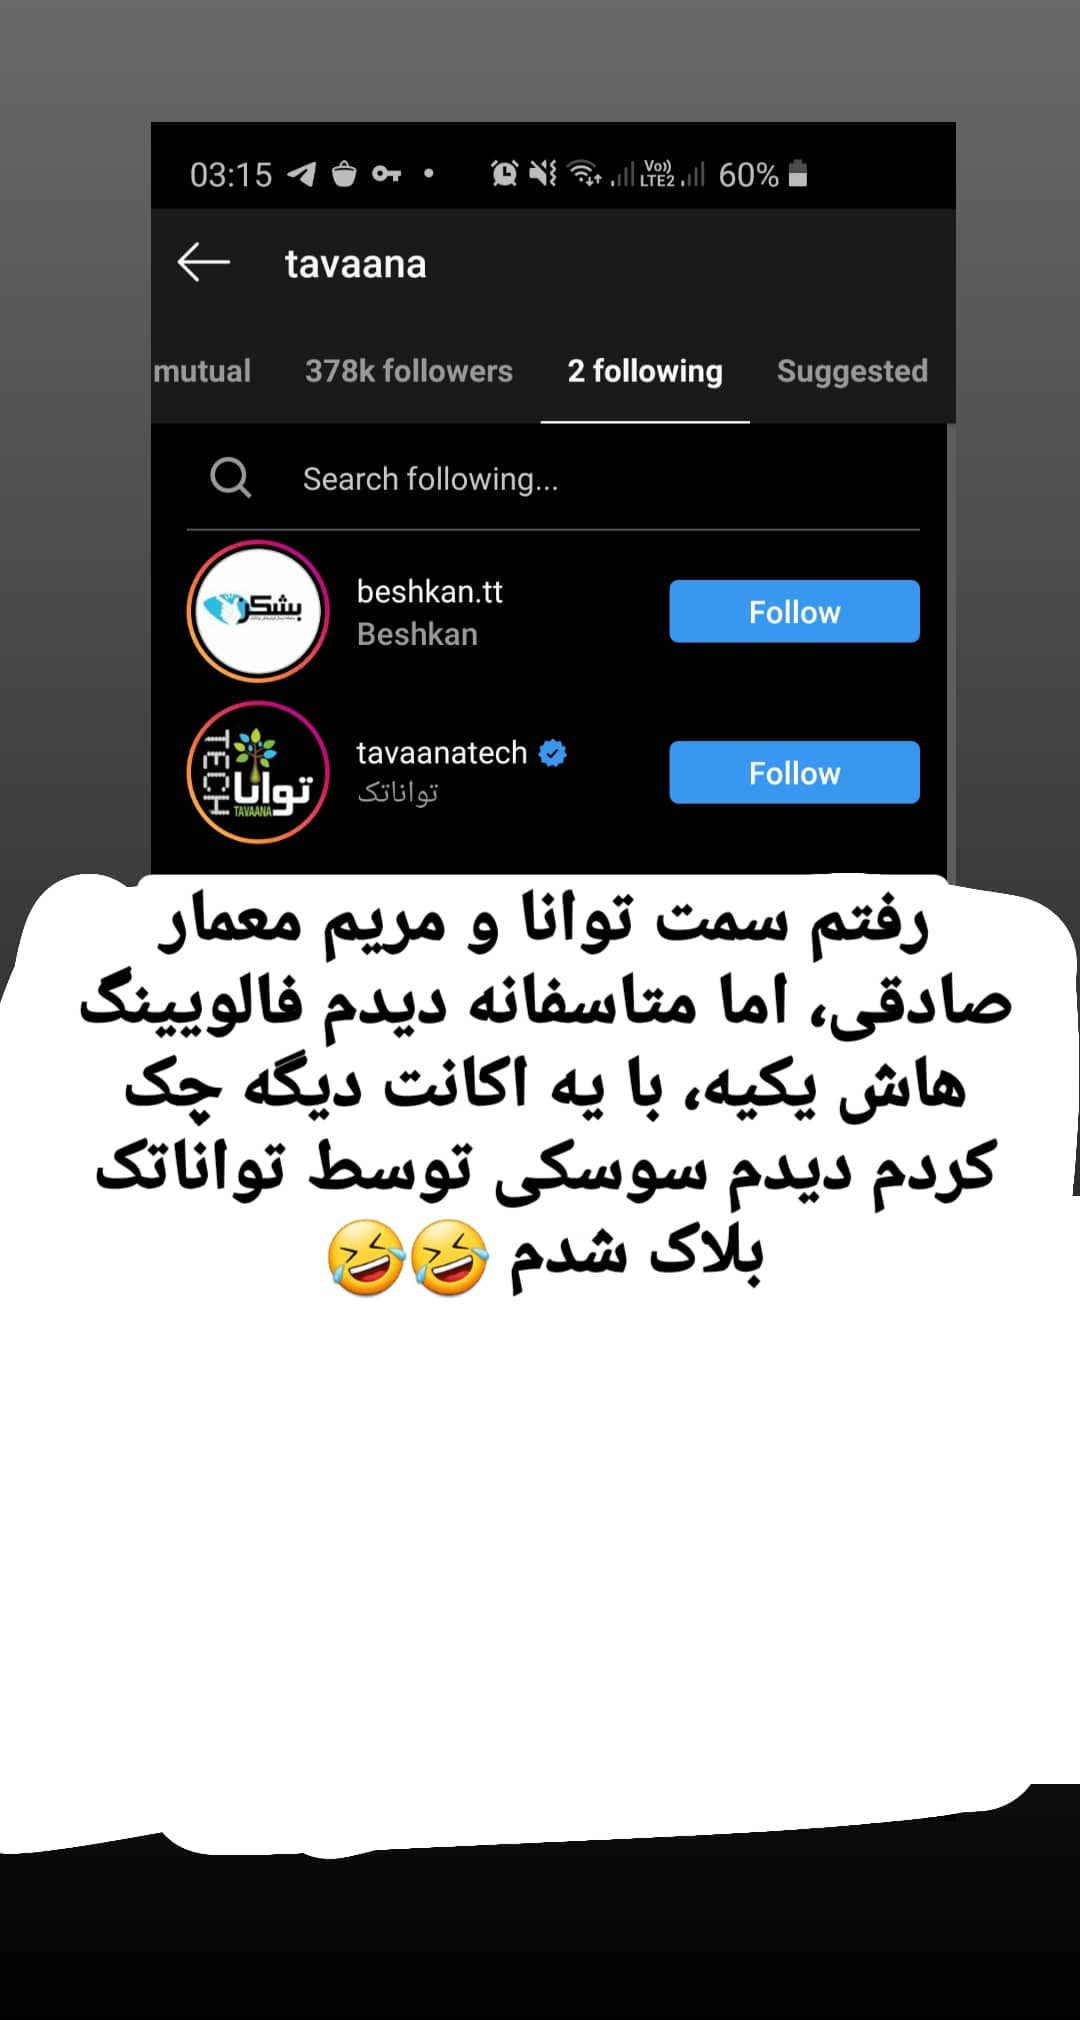 03:15
Vo))
LTE2
60%
tavaana
mutual 378k followers 2 following Suggested
Search following...
بشکن
beshkan.tt
Beshkan
Follow
TECH
توانا
TAVAANA
tavaanatech
تواناتک
Follow
رفتم سمت توانا و مریم معمار
صادقی، اما متاسفانه دیدم فالویینگ
هاش یکیه، با یه اکانت دیگه چک
کردم دیدم سوسکی توسط تواناتک
بلاک شدم 🤣🤣